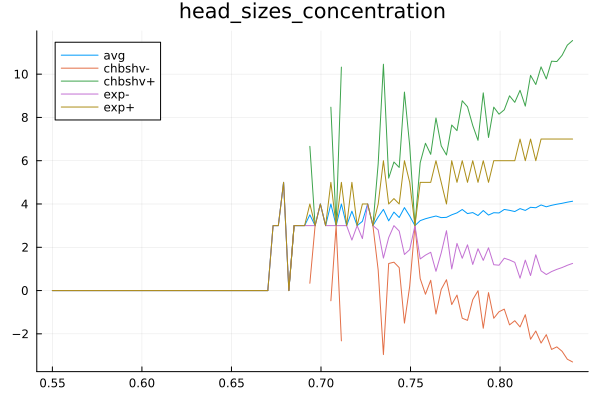 head_sizes_concentration
avg
chbshv-
chbshv+
exp-
exp+
10
8
6
4
2
0
−2
0.55 0.60 0.65 0.70 0.75 0.80